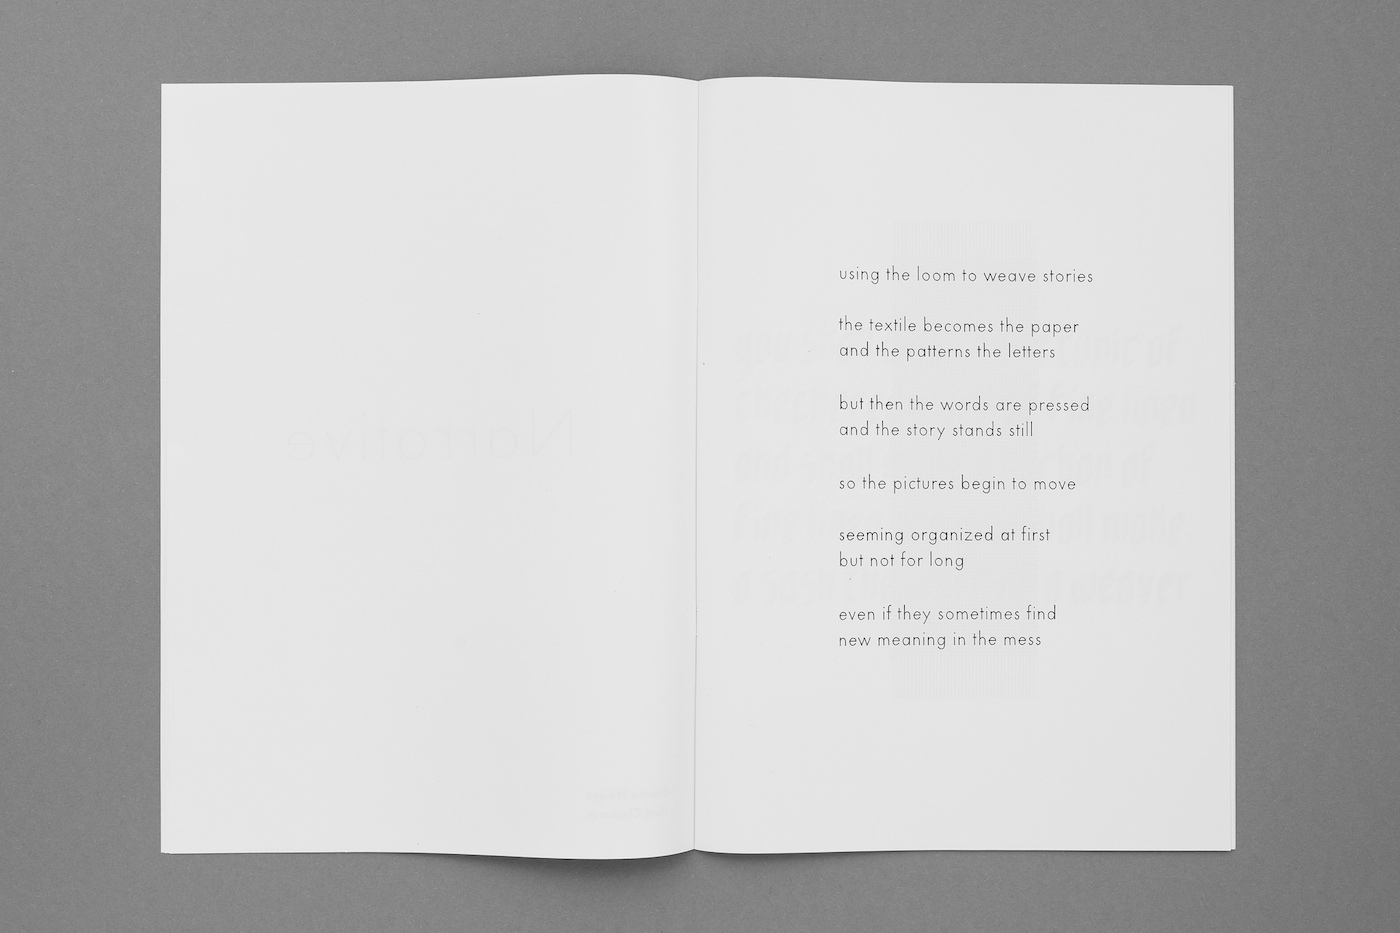 Narrative
using the loom to weave stories
the textile becomes the paper
and the patterns the letters
but then the words are pressed
and the story stands still
so the pictures begin to move
seeming organized at first
but not for long
even if they sometimes find
new meaning in the mess